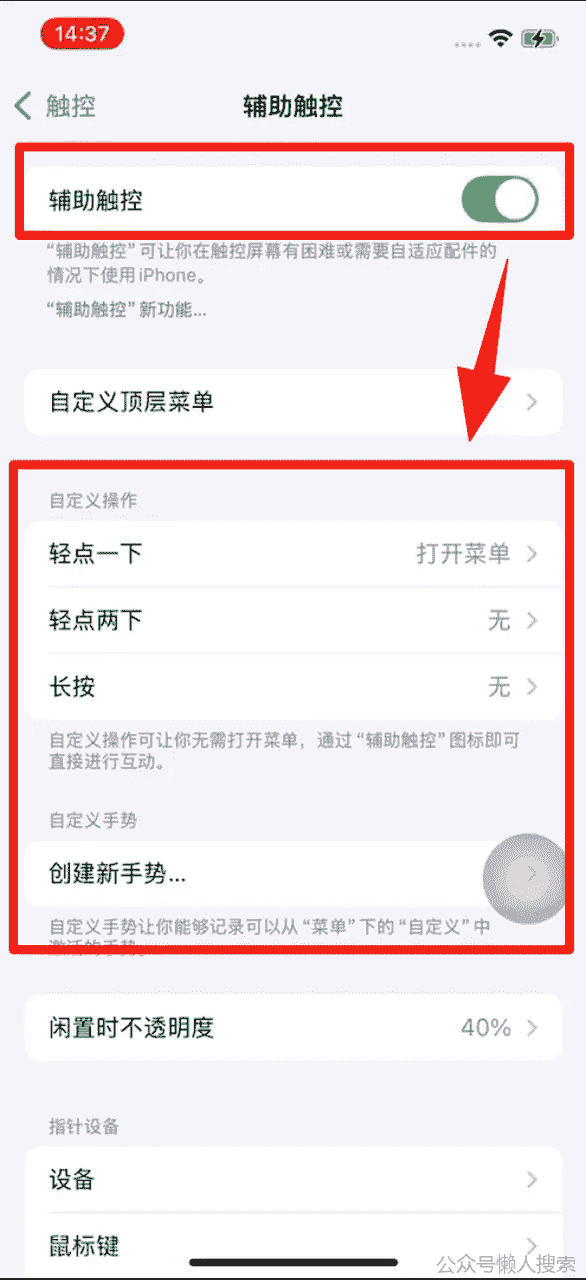 14:37
触控
辅助触控
辅助触控
“辅助触控”可让你在触控屏幕有困难或需要自适应配件的
情况下使用iPhone。
“辅助触控”新功能...
自定义顶层菜单
自定义操作
轻点一下 打开菜单
轻点两下 无
长按 无
自定义操作可让你无需打开菜单，通过“辅助触控”图标即可
直接进行互动。
自定义手势
创建新手势...
自定义手势让你能够记录可以从“菜单”下的“自定义”中
激活的手势。
闲置时不透明度 40%
指针设备
设备
鼠标键
公众号懒人搜索